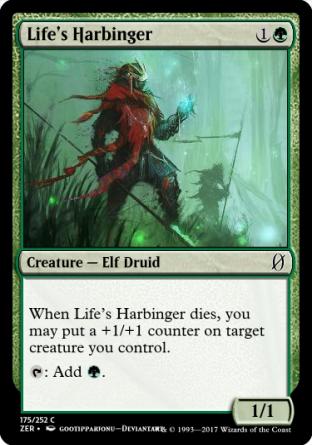 Life's Harbinger 1
Creature — Elf Druid
When Life's Harbinger dies, you
may put a +1/+1 counter on target
creature you control.
: Add .
1/1
175/252 C
ZER • GOOTIPPARJONU—DEVIANTART © 1993–2017 Wizards of the Coast